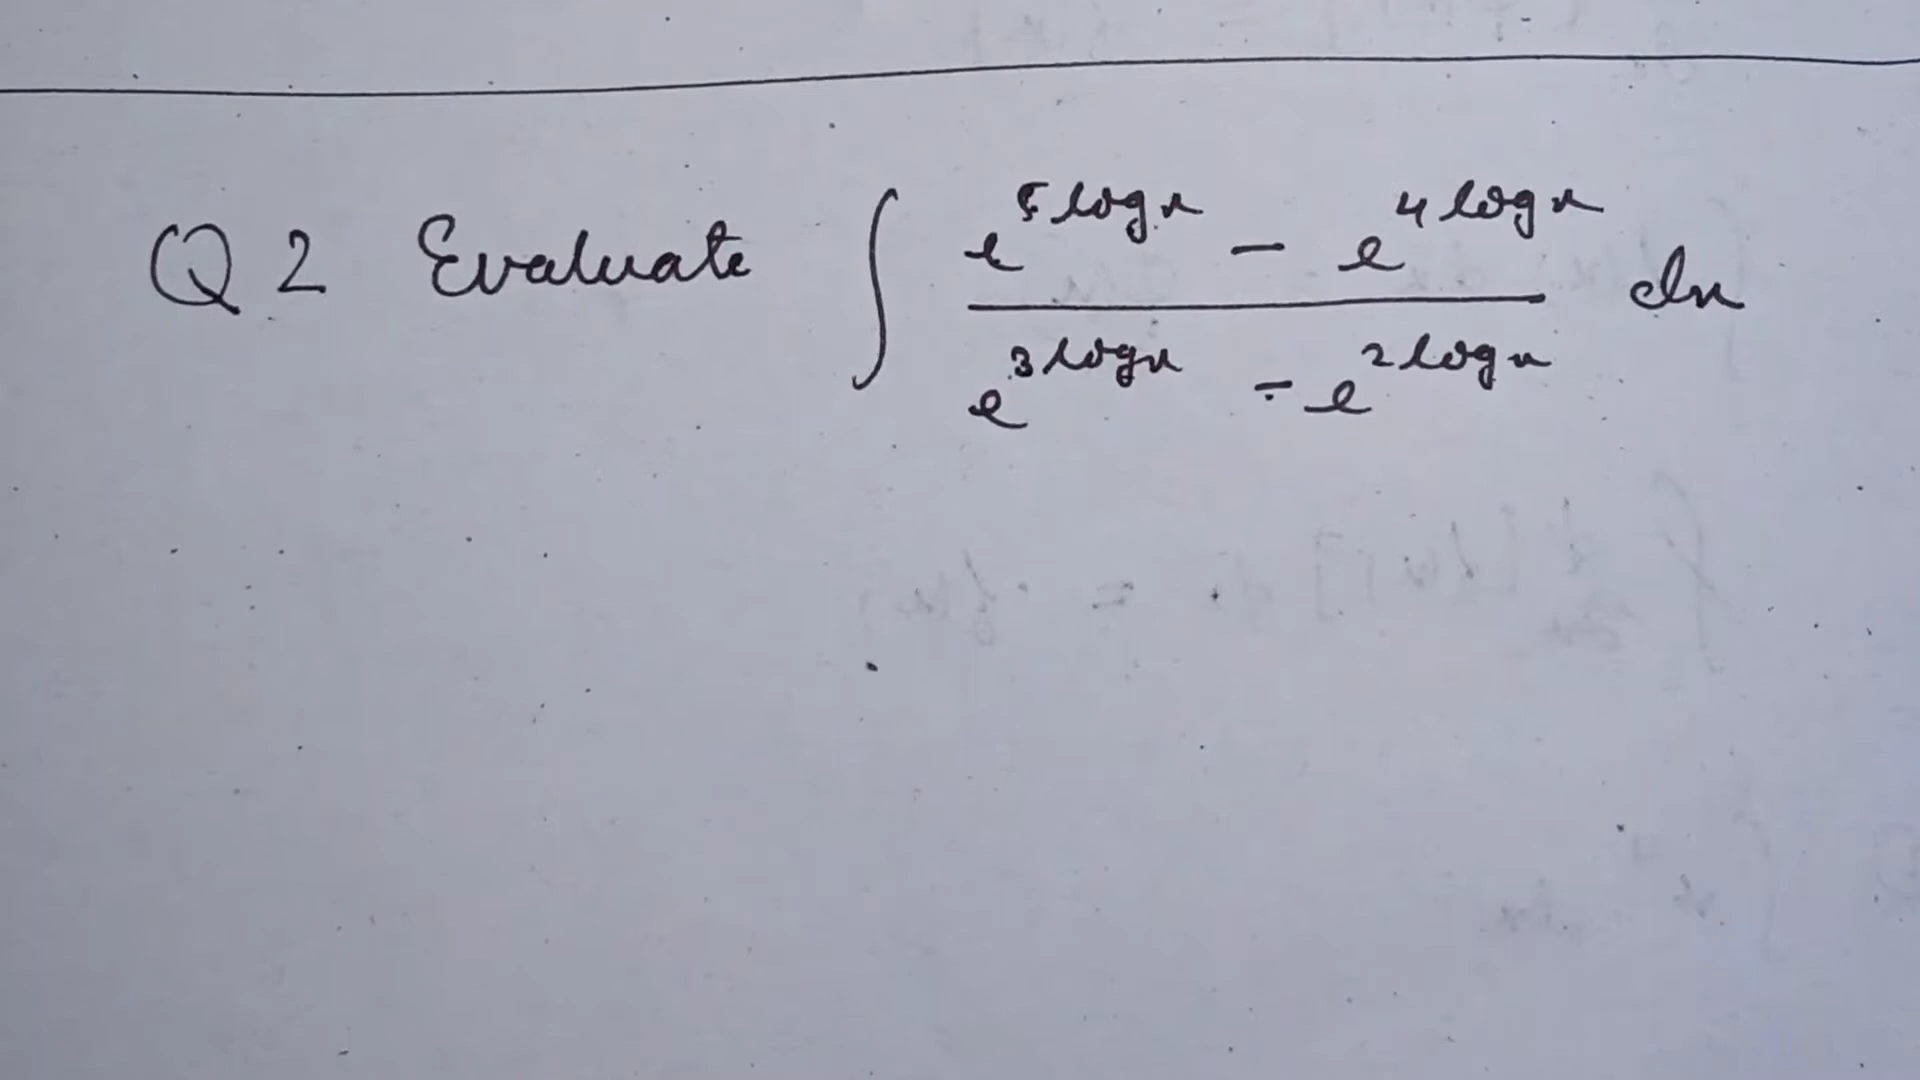 Q 2 Evaluate ∫ (e^{5 log x} - e^{4 log x}) / (e^{3 log x} - e^{2 log x}) dx